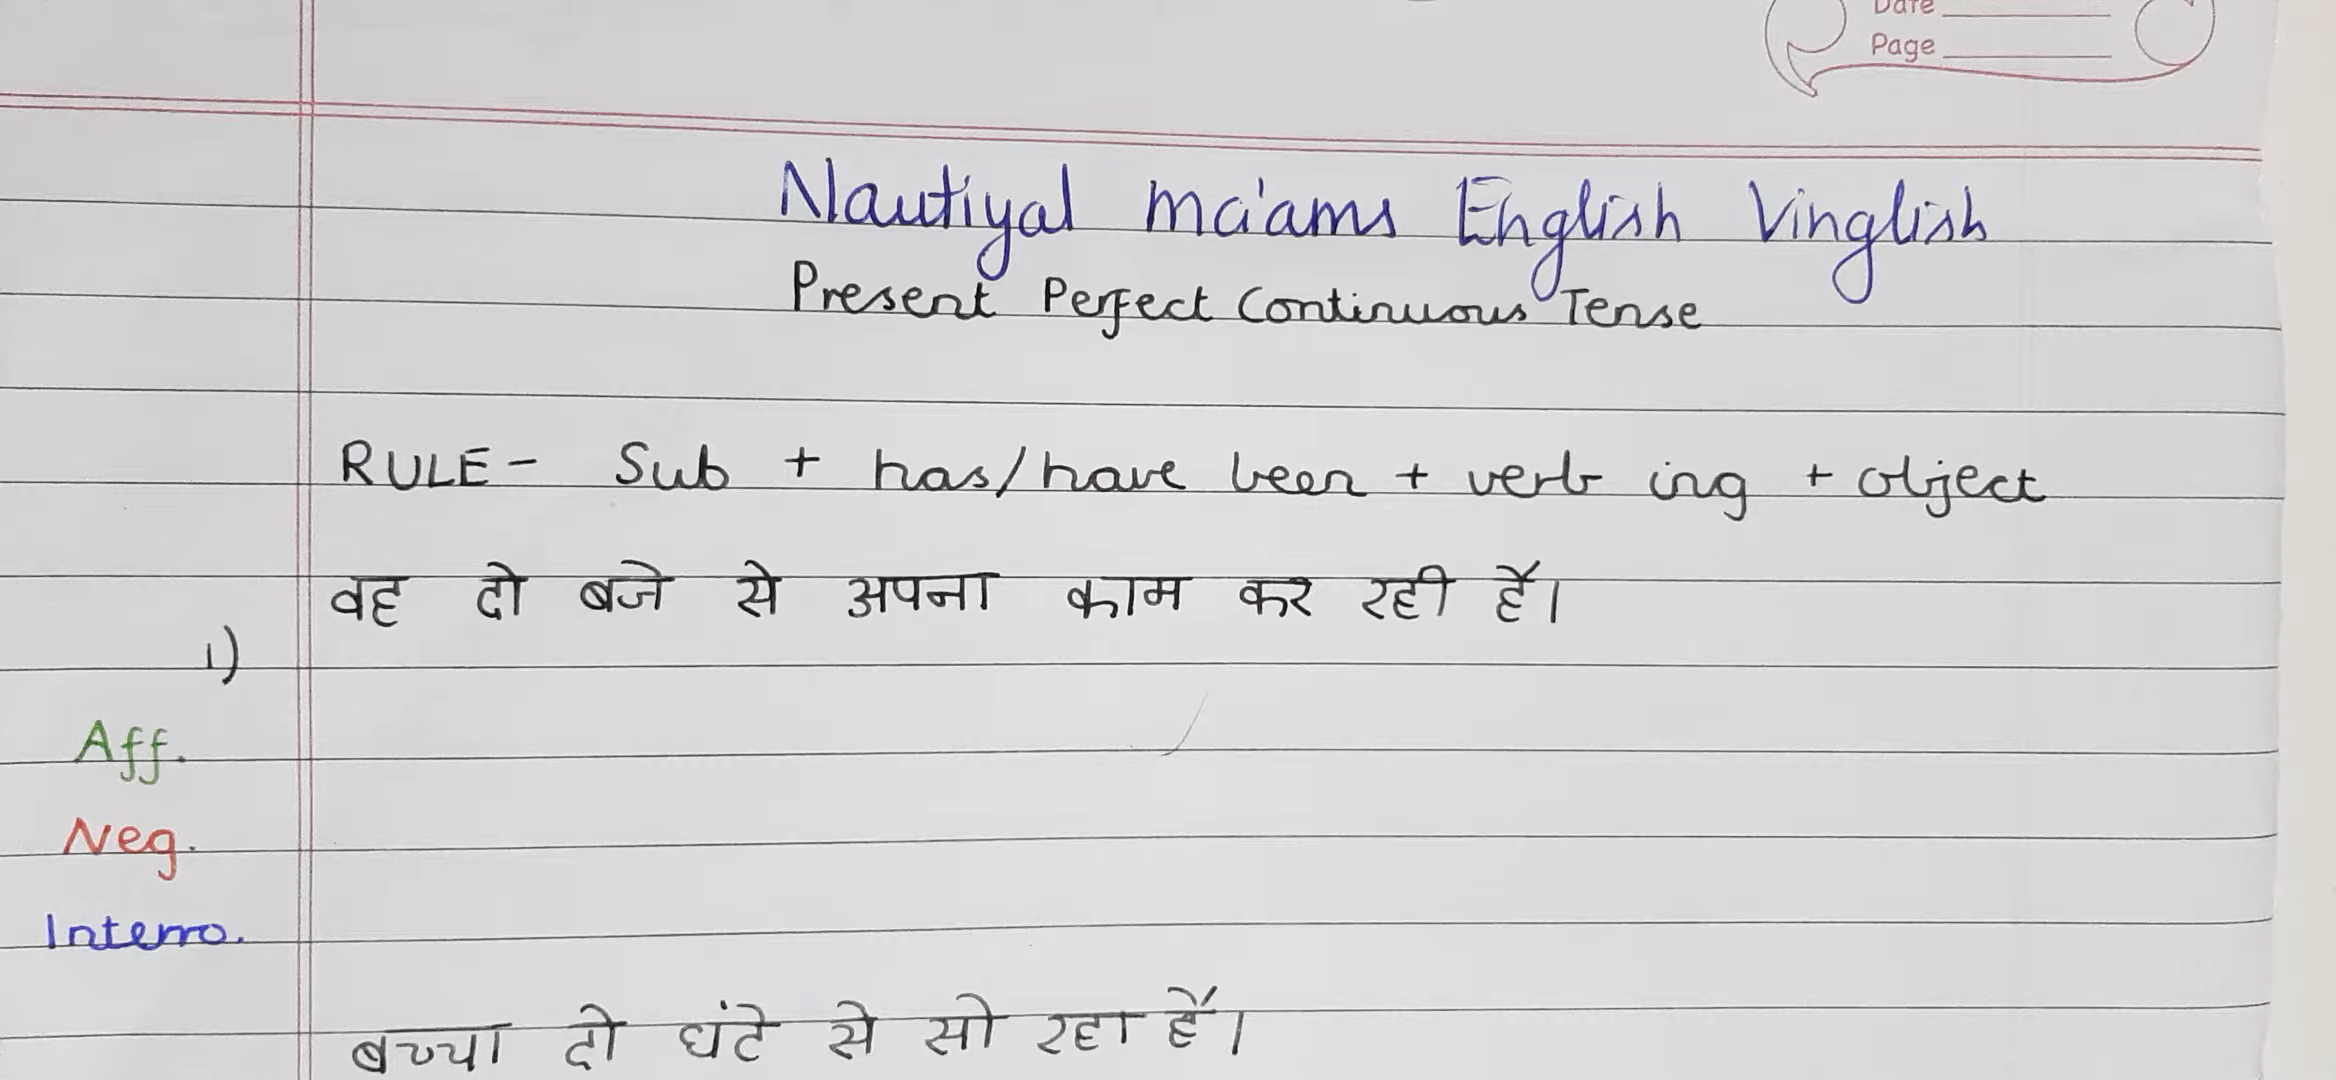 Date
Page
Nautiyal ma'ams English Vinglish
Present Perfect Continuous Tense
RULE - Sub + has/have been + verb ing + object
वह दो बजे से अपना काम कर रही है।
1)
Aff.
Neg.
Interro.
बच्चा दो घंटे से सो रहा है।